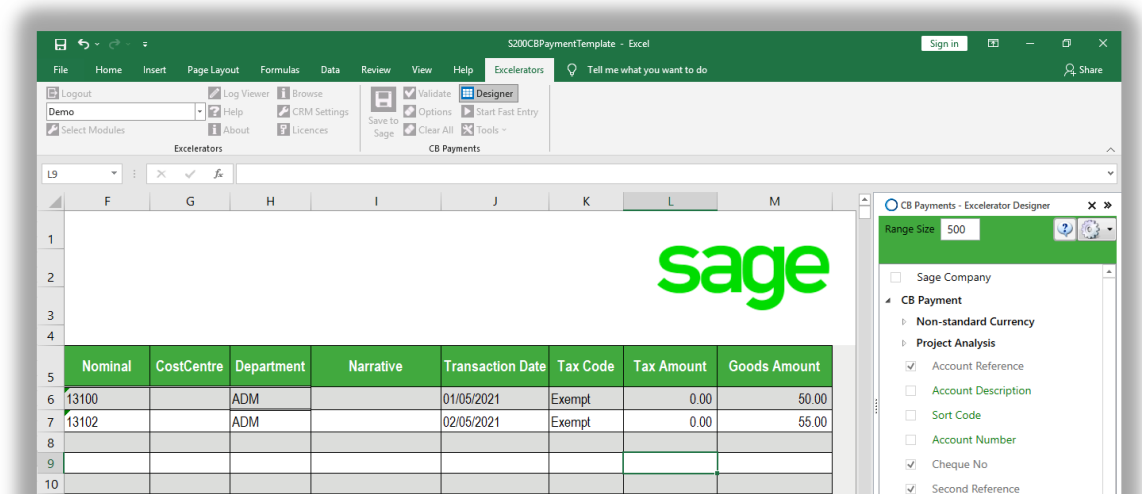 S200CBPaymentTemplate - Excel
Sign in
File Home Insert Page Layout Formulas Data Review View Help Excelerators Tell me what you want to do Share
Logout Log Viewer Browse Validate Designer
Demo Help CRM Settings Options Start Fast Entry
Select Modules About Licences Save to Sage Clear All Tools
Excelerators CB Payments
L9 fx
F G H I J K L M
CB Payments - Excelerator Designer
Range Size 500
1
2
3
4
sage
5 Nominal CostCentre Department Narrative Transaction Date Tax Code Tax Amount Goods Amount
6 13100 ADM 01/05/2021 Exempt 0.00 50.00
7 13102 ADM 02/05/2021 Exempt 0.00 55.00
8
9
10
Sage Company
CB Payment
Non-standard Currency
Project Analysis
Account Reference
Account Description
Sort Code
Account Number
Cheque No
Second Reference